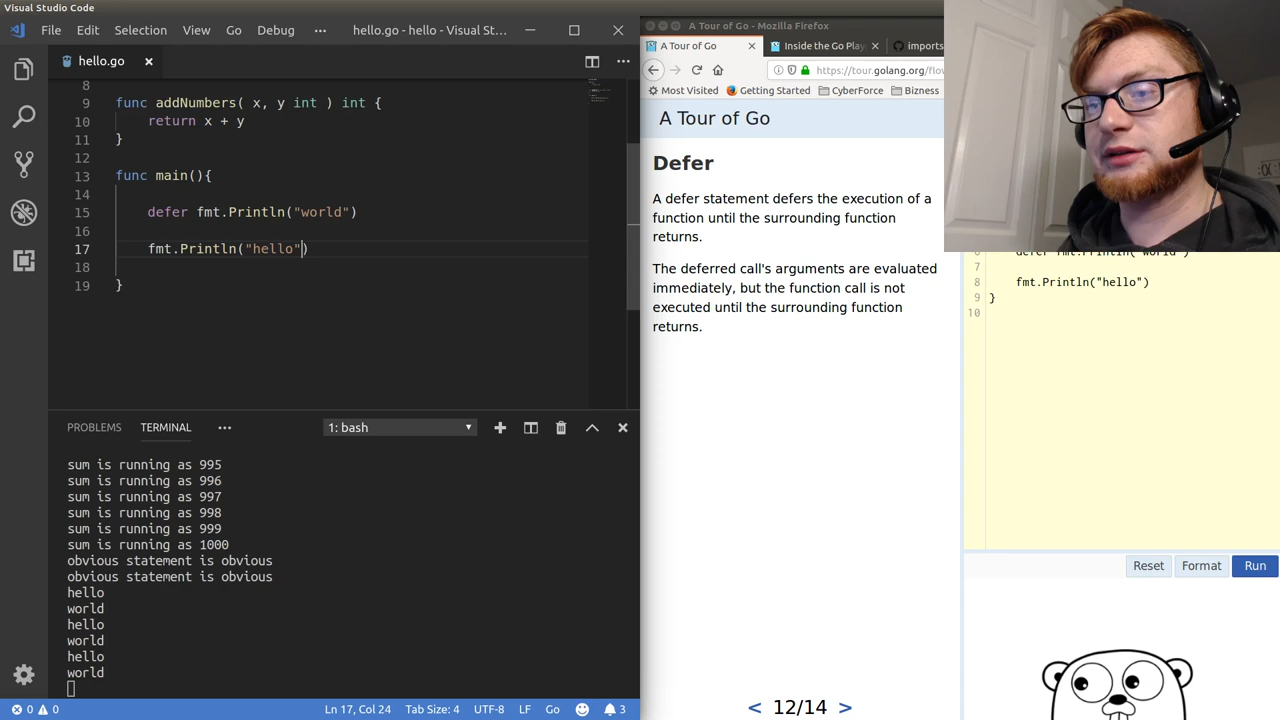 Visual Studio Code
File Edit Selection View Go Debug ••• hello.go - hello - Visual St...
hello.go
8
9 func addNumbers( x, y int ) int {
10 return x + y
11 }
12
13 func main(){
14
15 defer fmt.Println("world")
16
17 fmt.Println("hello")
18
19 }
PROBLEMS TERMINAL ••• 1: bash
sum is running as 995
sum is running as 996
sum is running as 997
sum is running as 998
sum is running as 999
sum is running as 1000
obvious statement is obvious
obvious statement is obvious
hello
world
hello
world
hello
world
0 0 Ln 17, Col 24 Tab Size: 4 UTF-8 LF Go 3
A Tour of Go - Mozilla Firefox
A Tour of Go Inside the Go Play imports
https://tour.golang.org/flow
Most Visited Getting Started CyberForce Bizness
A Tour of Go
Defer
A defer statement defers the execution of a
function until the surrounding function
returns.
The deferred call's arguments are evaluated
immediately, but the function call is not
executed until the surrounding function
returns.
< 12/14 >
7
8 fmt.Println("hello")
9 }
10
Reset Format Run